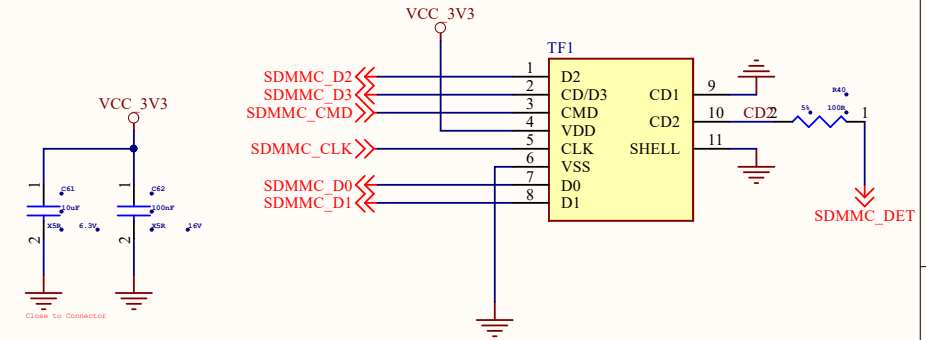 VCC_3V3
TF1
SDMMC_D2 1 D2
SDMMC_D3 2 CD/D3 CD1 9
SDMMC_CMD 3 CMD
VDD 4
SDMMC_CLK 5 CLK
6 VSS
SDMMC_D0 7 D0
SDMMC_D1 8 D1
CD2 10 CD2 2
SHELL 11
R40
5% 100R
1
SDMMC_DET
VCC_3V3
1 C61
10uF
X5R 6.3V
2
1 C62
100nF
X5R 16V
2
Close to Connector